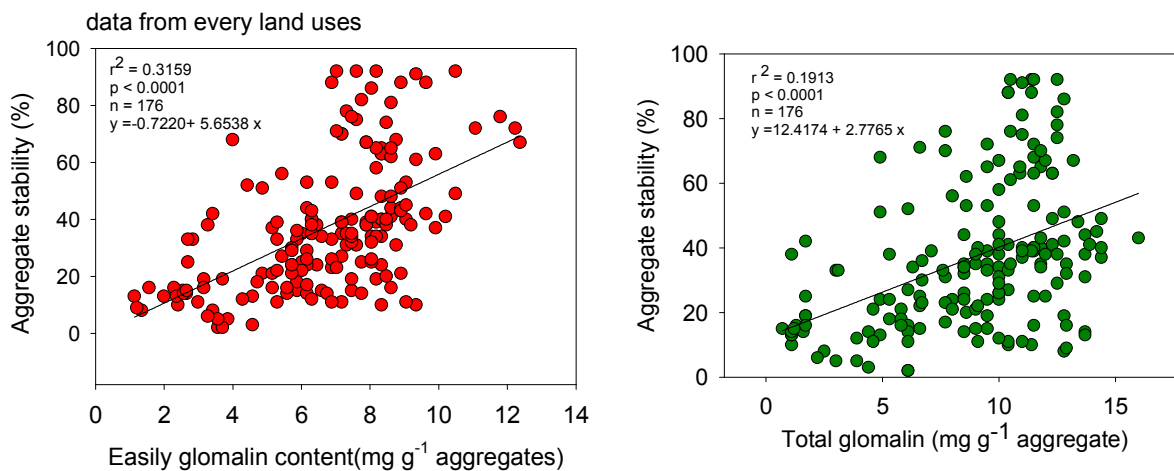 data from every land uses
r2 = 0.3159
p < 0.0001
n = 176
y=-0.7220+ 5.6538 x
Aggregate stability (%)
100
80
60
40
20
0
0 2 4 6 8 10 12 14
Easily glomalin content(mg g-1 aggregates)
r2 = 0.1913
p < 0.0001
n = 176
y=12.4174 + 2.7765 x
Aggregate stability (%)
100
80
60
40
20
0
0 5 10 15
Total glomalin (mg g-1 aggregate)